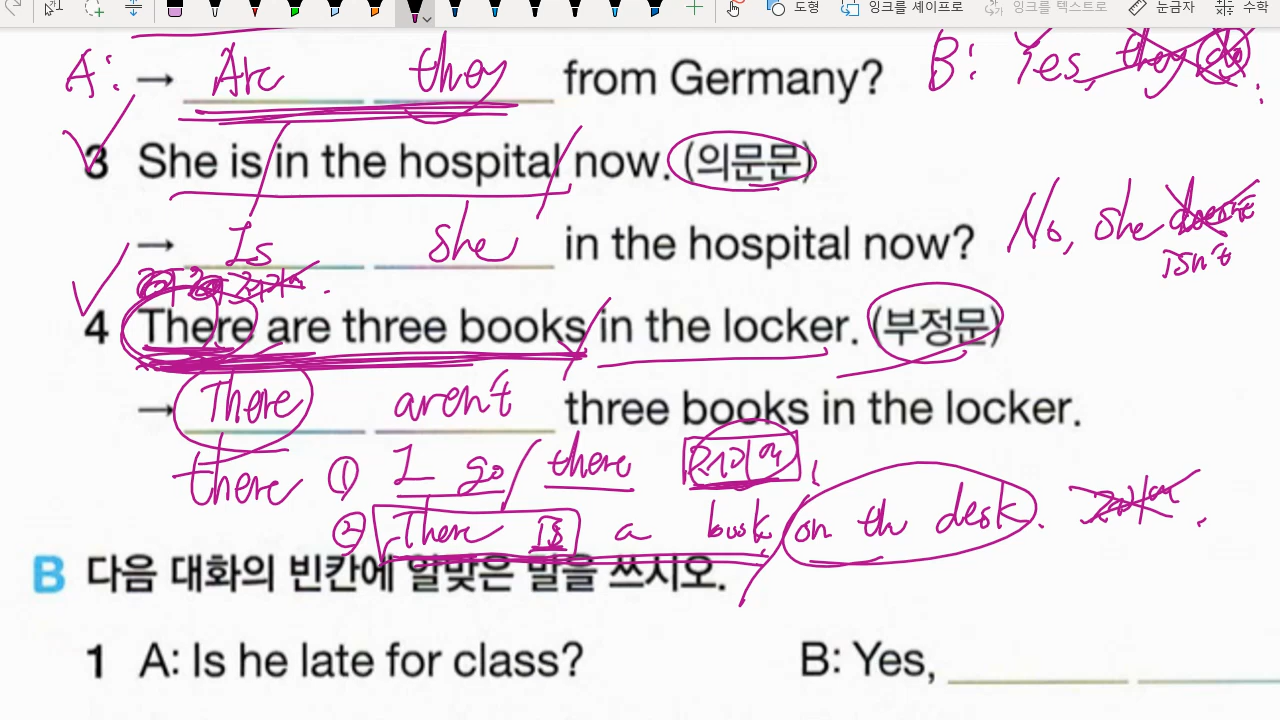 도형 잉크를 셰이프로 잉크를 텍스트로 눈금자 수학
A: → Are they from Germany? B: Yes, they do.
3 She is in the hospital now. (의문문)
→ Is she in the hospital now? No, she doesn't
isn't
4 There are three books in the locker. (부정문)
→ There aren't three books in the locker.
there ① I go there
② There is a book on th desk.
B 다음 대화의 빈칸에 알맞은 말을 쓰시오.
1 A: Is he late for class? B: Yes,